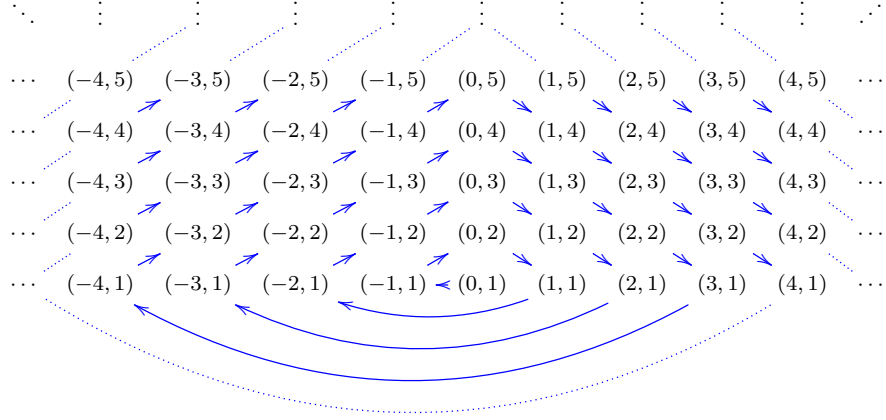 ⋱ ⋮ ⋮ ⋮ ⋮ ⋮ ⋮ ⋮ ⋮ ⋮ ⋰
⋯ (−4, 5) (−3, 5) (−2, 5) (−1, 5) (0, 5) (1, 5) (2, 5) (3, 5) (4, 5) ⋯
⋯ (−4, 4) (−3, 4) (−2, 4) (−1, 4) (0, 4) (1, 4) (2, 4) (3, 4) (4, 4) ⋯
⋯ (−4, 3) (−3, 3) (−2, 3) (−1, 3) (0, 3) (1, 3) (2, 3) (3, 3) (4, 3) ⋯
⋯ (−4, 2) (−3, 2) (−2, 2) (−1, 2) (0, 2) (1, 2) (2, 2) (3, 2) (4, 2) ⋯
⋯ (−4, 1) (−3, 1) (−2, 1) (−1, 1) (0, 1) (1, 1) (2, 1) (3, 1) (4, 1) ⋯